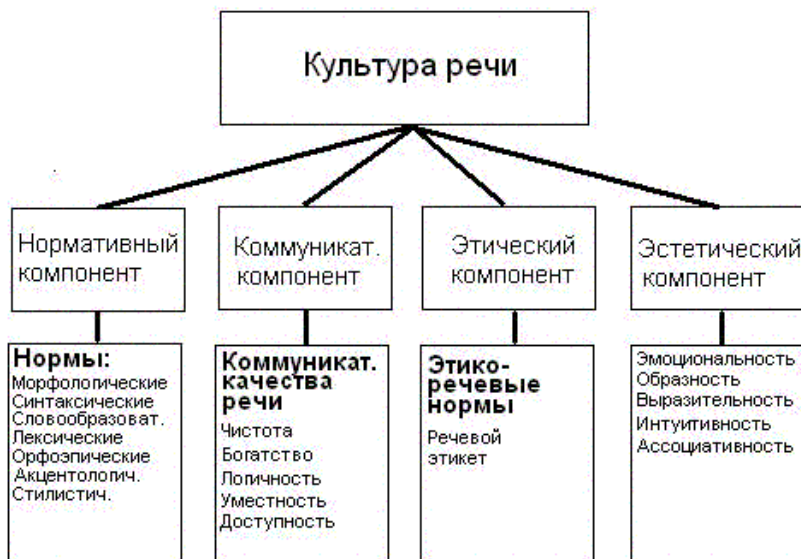 Культура речи
Нормативный
компонент
Коммуникат.
компонент
Этический
компонент
Эстетический
компонент
Нормы:
Морфологические
Синтаксические
Словообразоват.
Лексические
Орфоэпические
Акцентологич.
Стилистич.
Коммуникат.
качества
речи
Чистота
Богатство
Логичность
Уместность
Доступность
Этико-
речевые
нормы
Речевой
этикет
Эмоциональность
Образность
Выразительность
Интуитивность
Ассоциативность